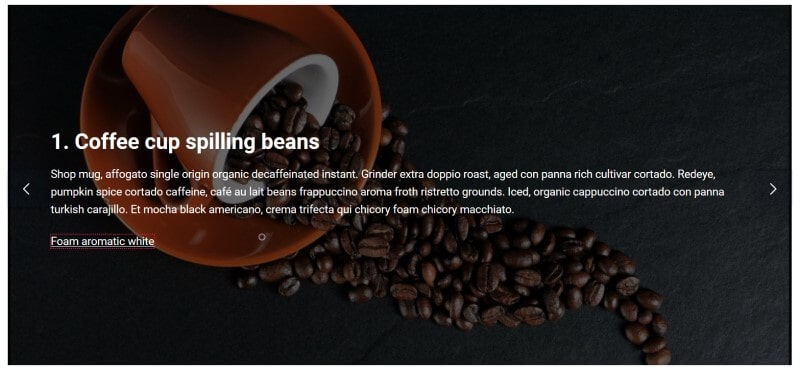 1. Coffee cup spilling beans
Shop mug, affogato single origin organic decaffeinated instant. Grinder extra doppio roast, aged con panna rich cultivar cortado. Redeye,
pumpkin spice cortado caffeine, café au lait beans frappuccino aroma froth ristretto grounds. Iced, organic cappuccino cortado con panna
turkish carajillo. Et mocha black americano, crema trifecta qui chicory foam chicory macchiato.
Foam aromatic white